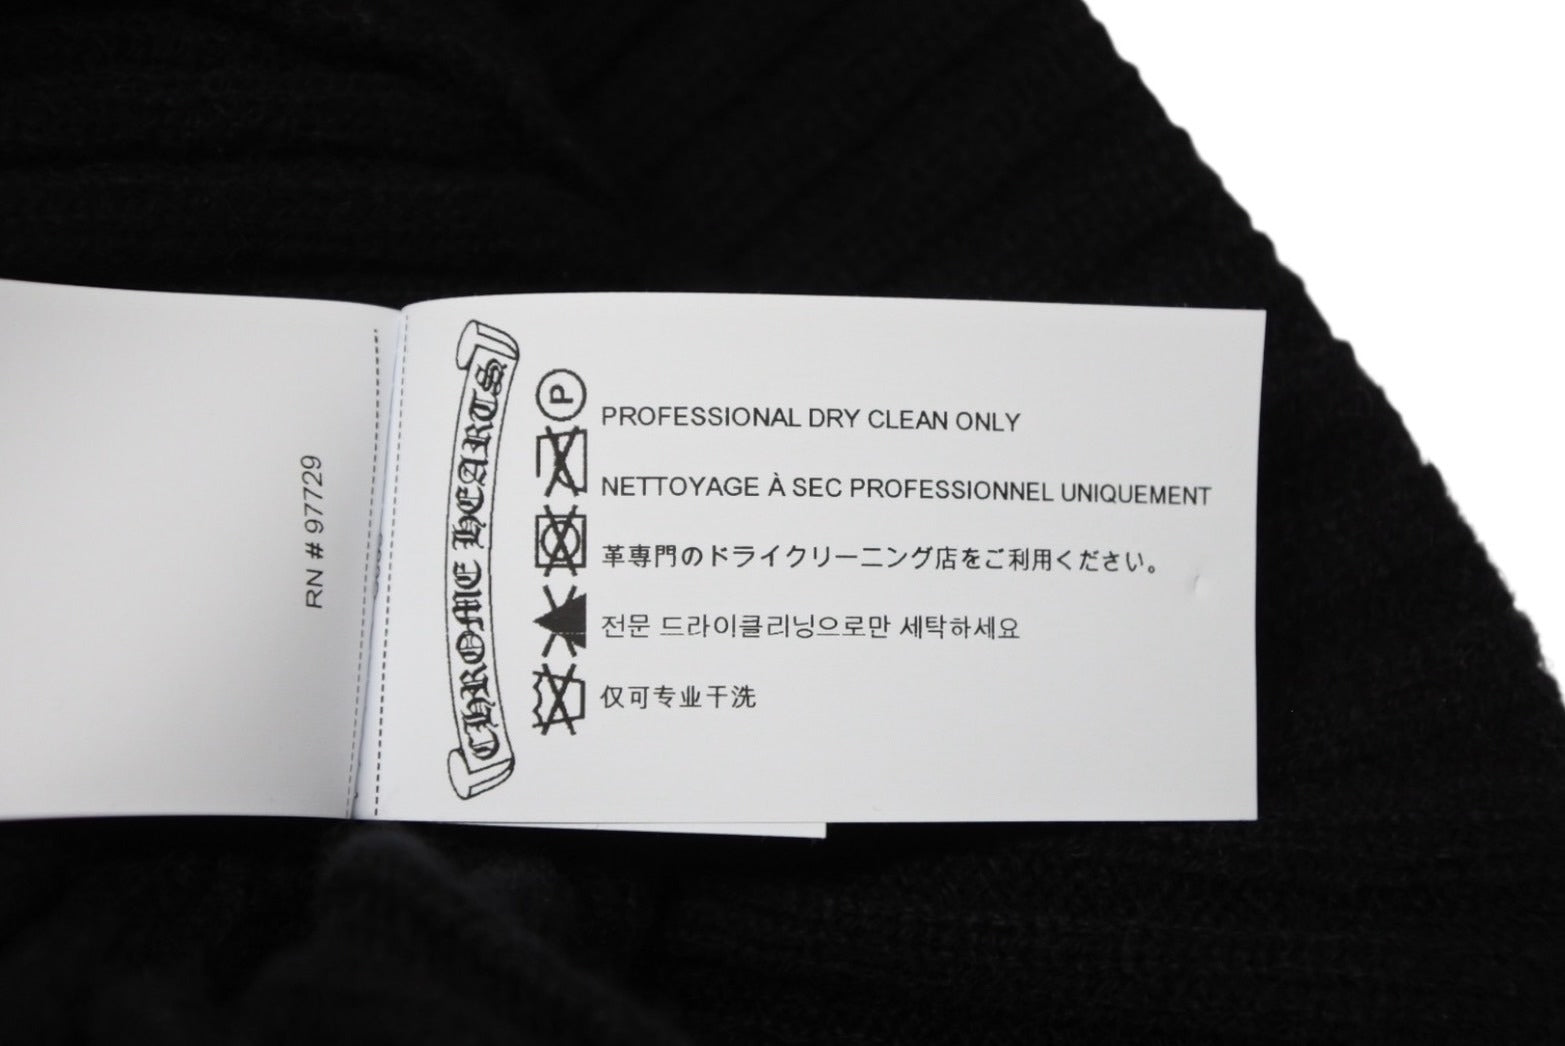 RN # 97729
CHROME HEARTS
P
PROFESSIONAL DRY CLEAN ONLY
NETTOYAGE À SEC PROFESSIONNEL UNIQUEMENT
革専門のドライクリーニング店をご利用ください。
전문 드라이클리닝으로만 세탁하세요
仅可专业干洗